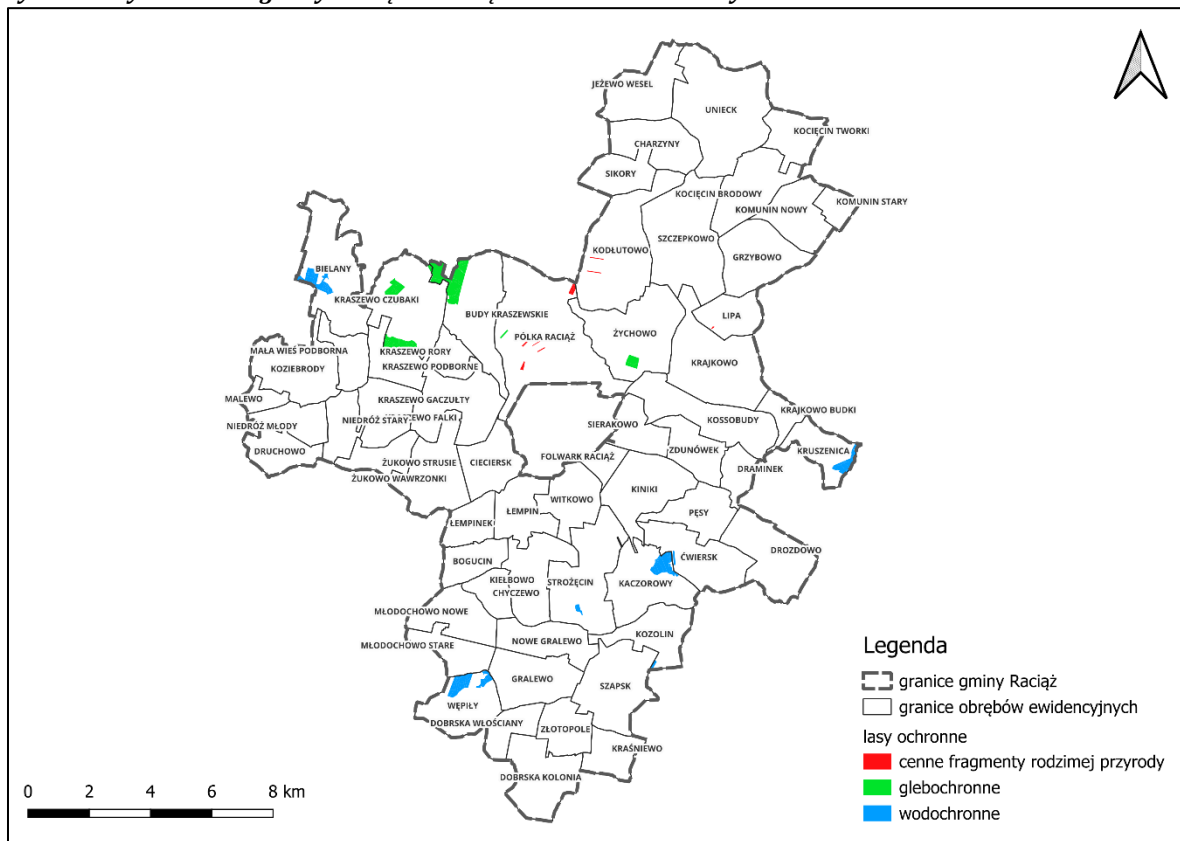 JEŻEWO WESEL
UNIECK
KOCIĘCIN TWORKI
CHARZYNY
SIKORY
KOCIĘCIN BRODOWY
KOMUNIN STARY
KOMUNIN NOWY
SZCZEPKOWO
KODŁUTOWO
GRZYBOWO
BIELANY
KRASZEWO CZUBAKI
BUDY KRASZEWSKIE
LIPA
ŻYCHOWO
PÓŁKA RACIĄŻ
MAŁA WIEŚ PODBORNA
KRASZEWO RORY
KOZIEBRODY
KRASZEWO PODBORNE
KRAJKOWO
MALEWO
KRASZEWO GACZUŁTY
KRAJKOWO BUDKI
NIEDRÓŻ STARY
EWO FALKI
KOSSOBUDY
NIEDRÓŻ MŁODY
SIERAKOWO
DRUCHOWO
ZDUNÓWEK
KRUSZENICA
FOLWARK RACIĄŻ
ŻUKOWO STRUSIE
CIECIERSK
DRAMINEK
ŻUKOWO WAWRZONKI
KINIKI
WITKOWO
ŁEMPIN
PĘSY
ŁEMPINEK
DROZDOWO
ĆWIERSK
BOGUCIN
KIEŁBOWO
STROŻĘCIN
KACZOROWY
CHYCZEWO
MŁODOCHOWO NOWE
KOZOLIN
NOWE GRALEWO
MŁODOCHOWO STARE
GRALEWO
SZAPSK
WĘPIŁY
DOBRSKA WŁOŚCIANY
ZŁOTOPOLE
KRAŚNIEWO
DOBRSKA KOLONIA
Legenda
granice gminy Raciąż
granice obrębów ewidencyjnych
lasy ochronne
cenne fragmenty rodzimej przyrody
glebochronne
wodochronne
0 2 4 6 8 km